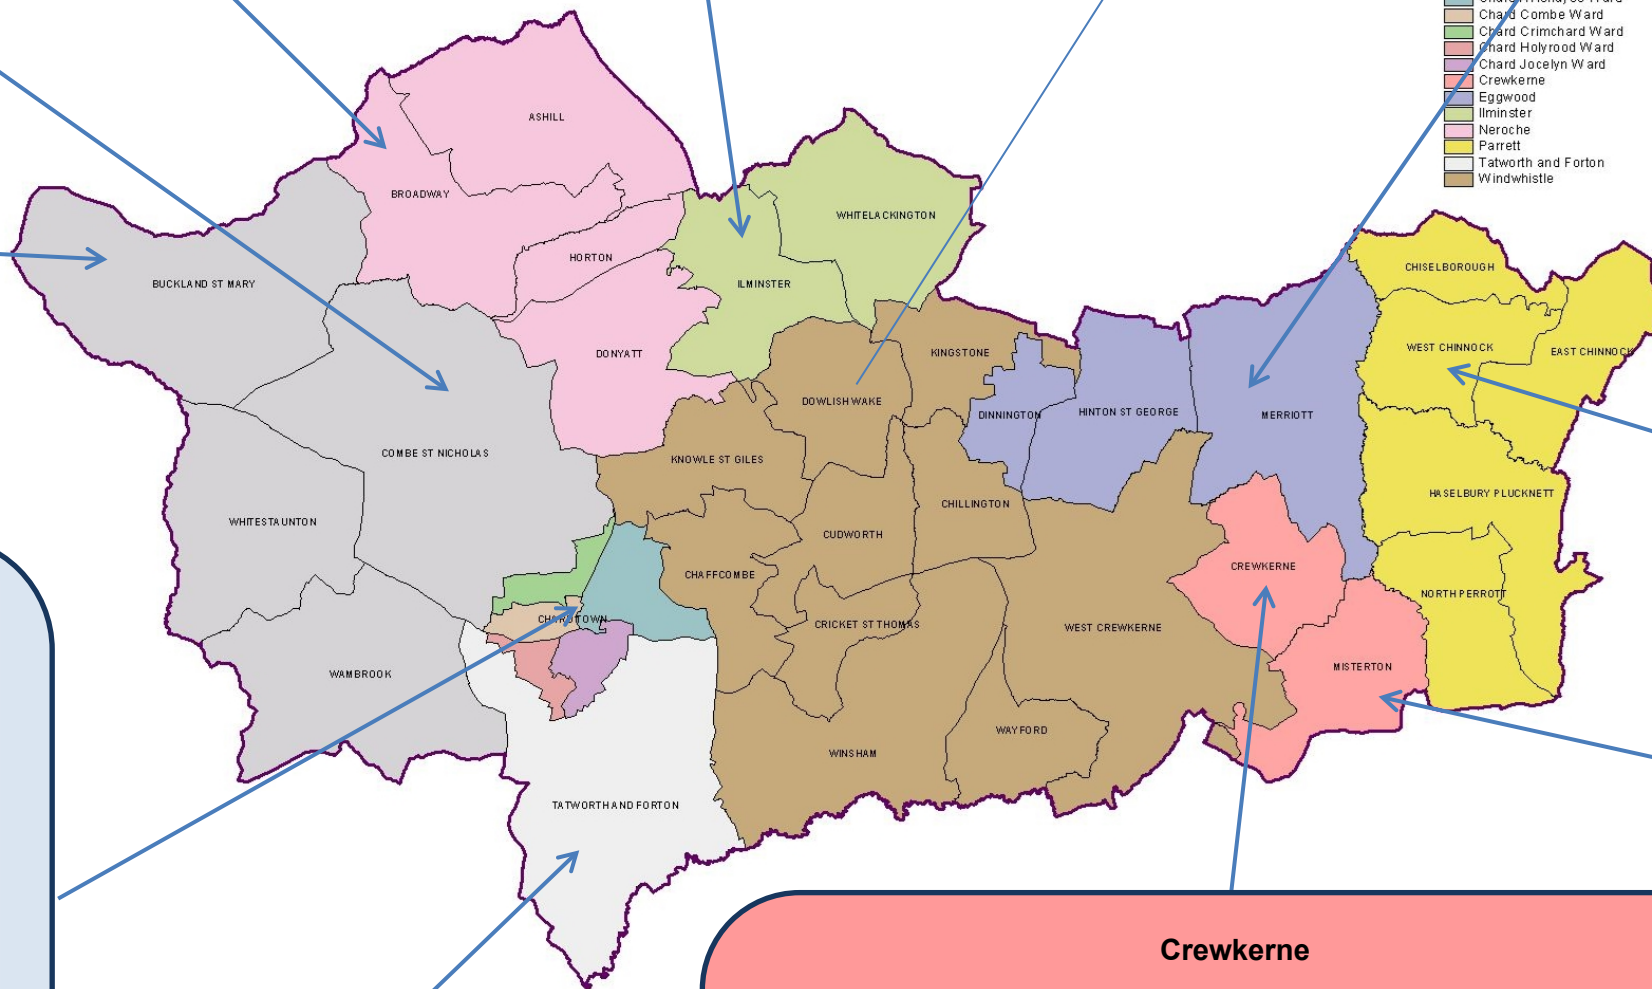 Chard Combe Ward
Chard Crimchard Ward
Chard Holyrood Ward
Chard Jocelyn Ward
Crewkerne
Eggwood
Ilminster
Neroche
Parrett
Tatworth and Forton
Windwhistle
ASHILL
BROADWAY
WHITELACKINGTON
HORTON
CHISELBOROUGH
BUCKLAND ST MARY
ILMINSTER
WEST CHINNOCK
EAST CHINNOCK
DONYATT
KINGSTONE
DOWLISH WAKE
DINNINGTON
HINTON ST GEORGE
MERRIOTT
COMBE ST NICHOLAS
KNOWLE ST GILES
HASELBURY PLUCKNETT
CHILLINGTON
WHITESTAUNTON
CUDWORTH
CREWKERNE
CHAFFCOMBE
NORTH PERROTT
CHARD TOWN
CRICKET ST THOMAS
WEST CREWKERNE
MISTERTON
WAMBROOK
WAYFORD
WINSHAM
TATWORTH AND FORTON
Crewkerne